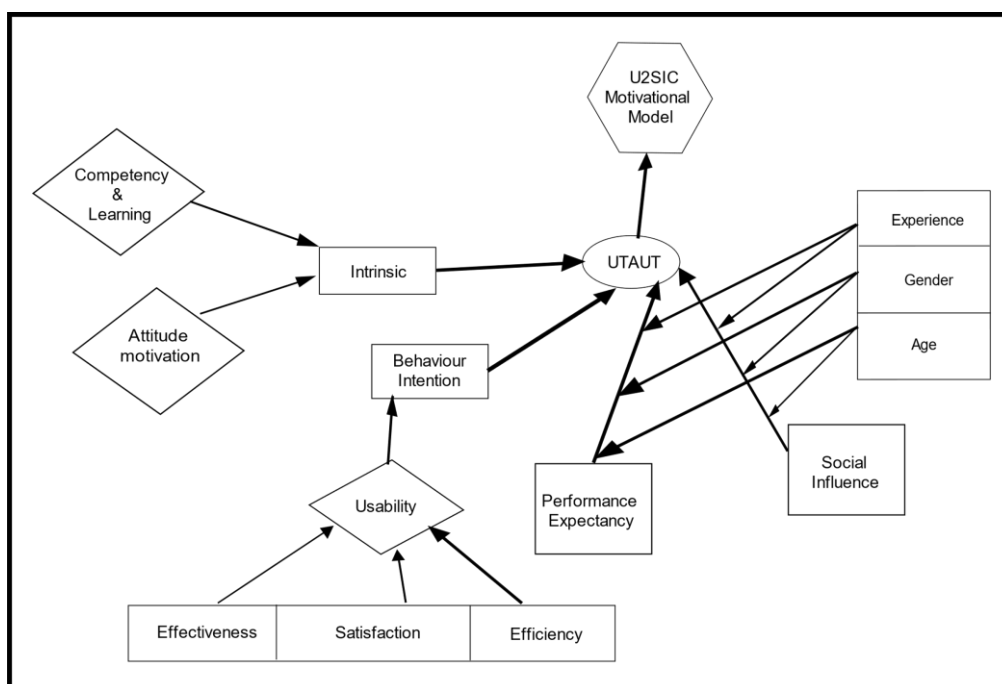 U2SIC
Motivational
Model
Competency
&
Learning
Experience
Intrinsic
UTAUT
Gender
Attitude
motivation
Behaviour
Intention
Age
Social
Influence
Usability
Performance
Expectancy
Effectiveness
Satisfaction
Efficiency